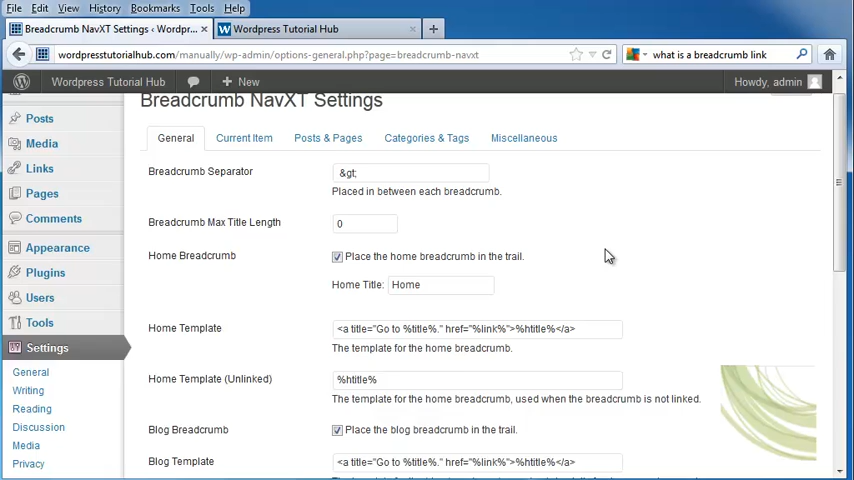 File Edit View History Bookmarks Tools Help
Breadcrumb NavXT Settings ‹ Wordpr... Wordpress Tutorial Hub
wordpresstutorialhub.com/manually/wp-admin/options-general.php?page=breadcrumb-navxt what is a breadcrumb link
Wordpress Tutorial Hub + New Howdy, admin
Breadcrumb NavXT Settings
General Current Item Posts & Pages Categories & Tags Miscellaneous
Posts
Media
Links
Pages
Comments
Appearance
Plugins
Users
Tools
Settings
General
Writing
Reading
Discussion
Media
Privacy
Breadcrumb Separator &gt;
Placed in between each breadcrumb.
Breadcrumb Max Title Length 0
Home Breadcrumb Place the home breadcrumb in the trail.
Home Title: Home
Home Template <a title="Go to %title%." href="%link%">%htitle%</a>
The template for the home breadcrumb.
Home Template (Unlinked) %htitle%
The template for the home breadcrumb, used when the breadcrumb is not linked.
Blog Breadcrumb Place the blog breadcrumb in the trail.
Blog Template <a title="Go to %title%." href="%link%">%htitle%</a>